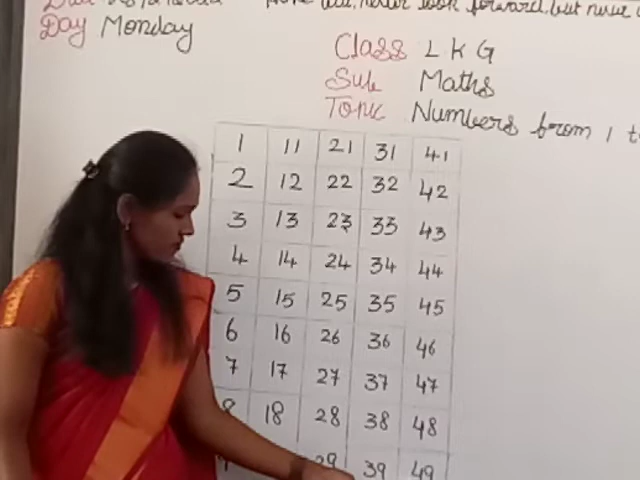 Day Monday
Class LKG
Sub Maths
Topic Numbers from 1
1 11 21 31 41
2 12 22 32 42
3 13 23 33 43
4 14 24 34 44
5 15 25 35 45
6 16 26 36 46
7 17 27 37 47
8 18 28 38 48
29 39 49